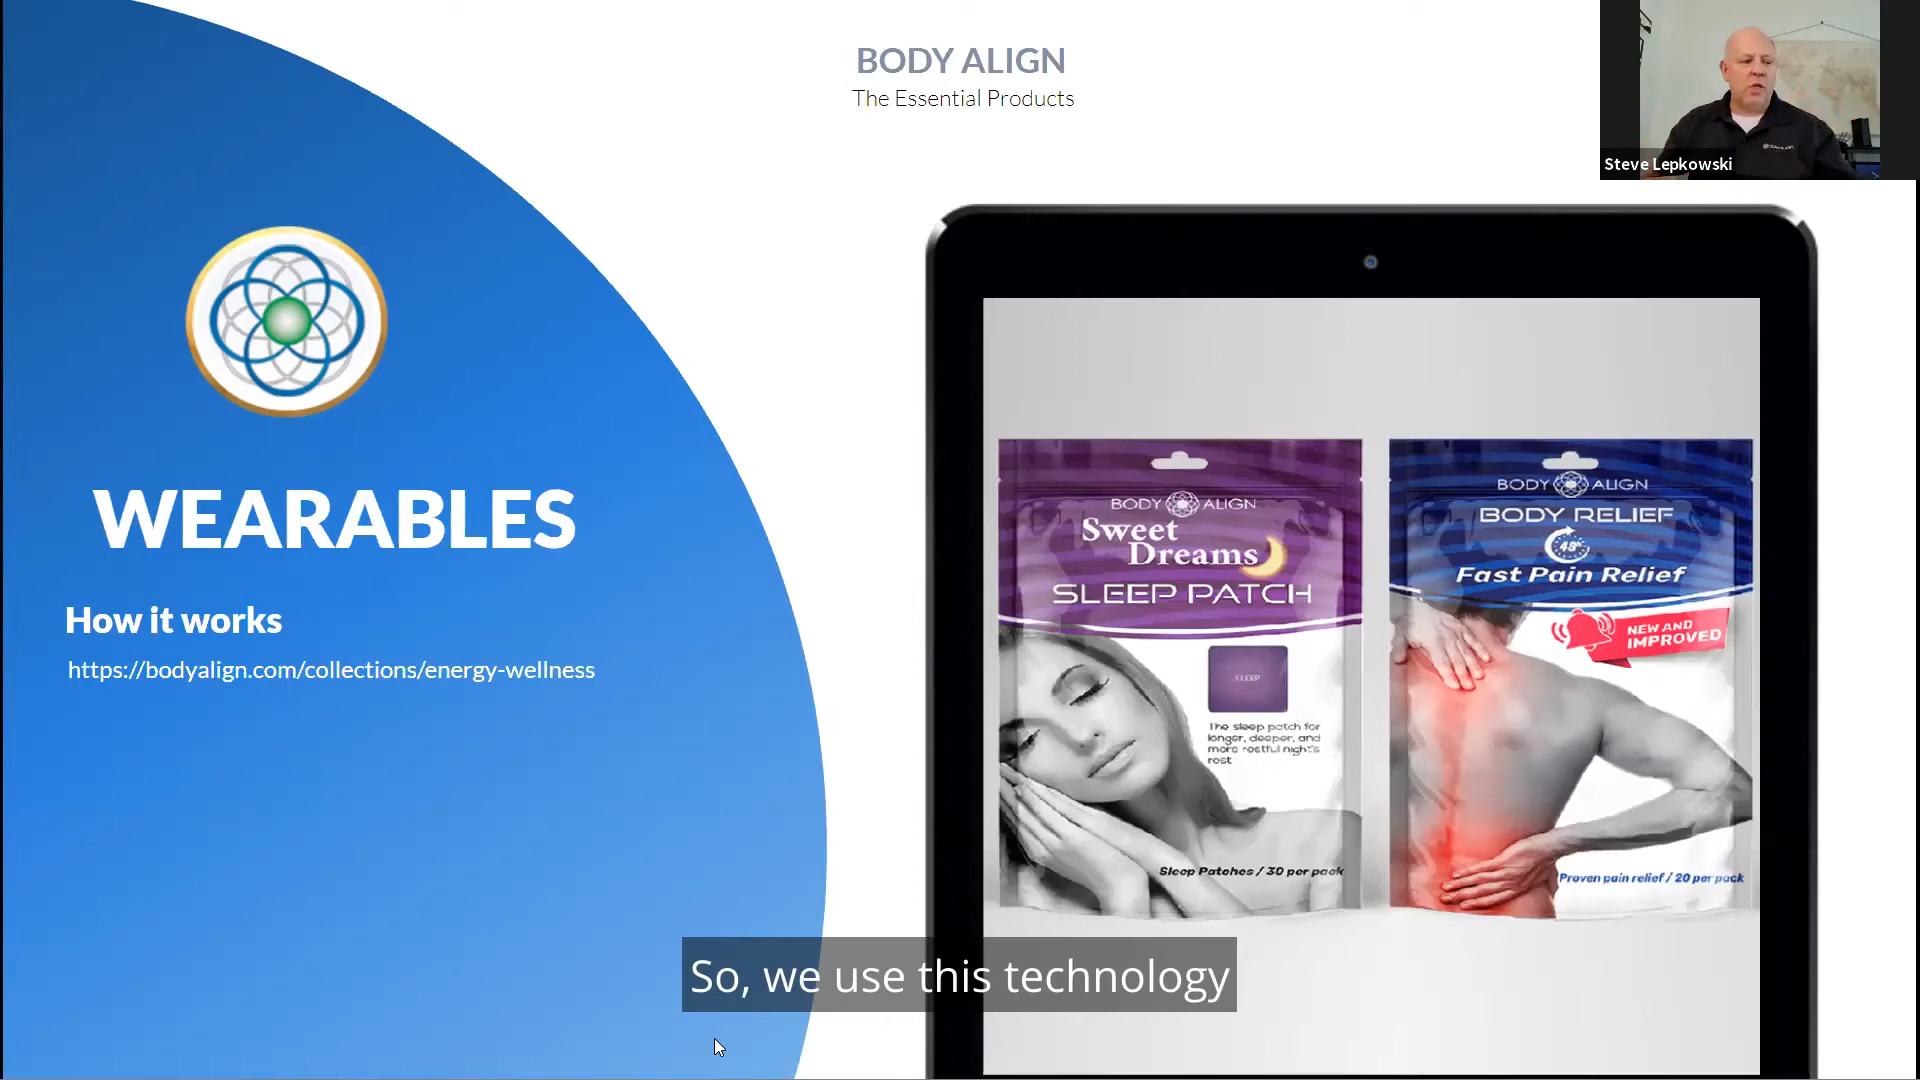 BODY ALIGN
The Essential Products
Steve Lepkowski
WEARABLES
How it works
https://bodyalign.com/collections/energy-wellness
BODY ALIGN
Sweet
Dreams
SLEEP PATCH
SLEEP
The sleep patch for
longer, deeper, and
more restful night's
rest
Sleep Patches / 30 per pack
BODY ALIGN
BODY RELIEF
48
Fast Pain Relief
NEW AND
IMPROVED
Proven pain relief / 20 per pack
So, we use this technology